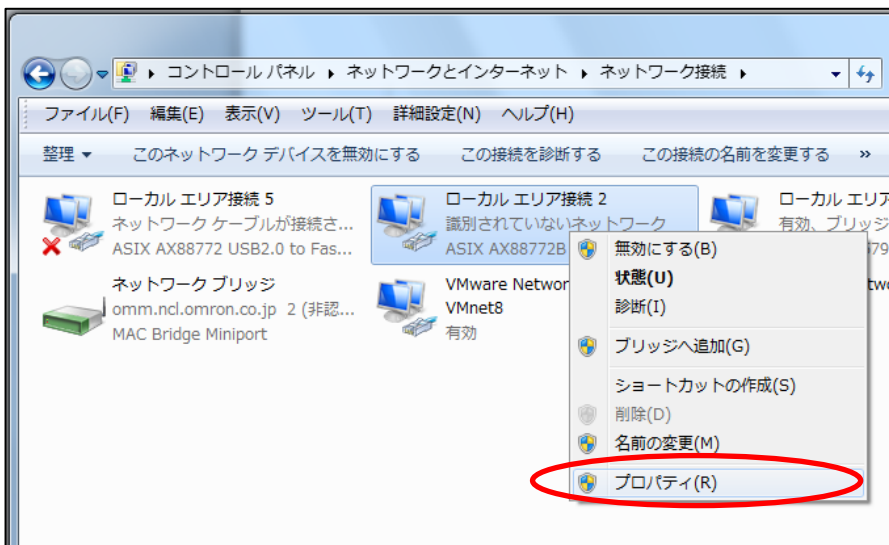 コントロール パネル ▸ ネットワークとインターネット ▸ ネットワーク接続 ▸
ファイル(F) 編集(E) 表示(V) ツール(T) 詳細設定(N) ヘルプ(H)
整理 ▼ このネットワーク デバイスを無効にする この接続を診断する この接続の名前を変更する »
ローカル エリア接続 5
ネットワーク ケーブルが接続さ...
ASIX AX88772 USB2.0 to Fas...
ローカル エリア接続 2
識別されていないネットワーク
ASIX AX88772B
ローカル エリア
有効、ブリッジ
79
ネットワーク ブリッジ
omm.ncl.omron.co.jp 2 (非認...
MAC Bridge Miniport
VMware Networ
VMnet8
有効
two
無効にする(B)
状態(U)
診断(I)
ブリッジへ追加(G)
ショートカットの作成(S)
削除(D)
名前の変更(M)
プロパティ(R)